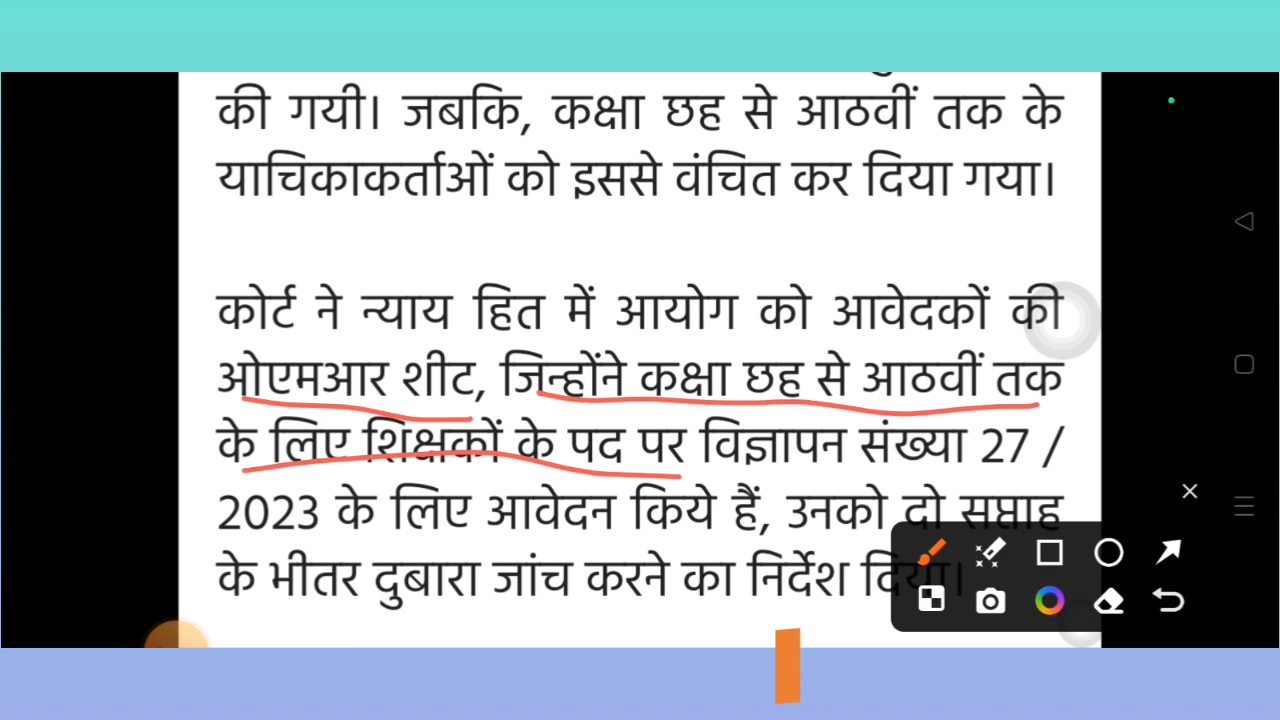 की गयी। जबकि, कक्षा छह से आठवीं तक के
याचिकाकर्ताओं को इससे वंचित कर दिया गया।
कोर्ट ने न्याय हित में आयोग को आवेदकों की
ओएमआर शीट, जिन्होंने कक्षा छह से आठवीं तक
के लिए शिक्षकों के पद पर विज्ञापन संख्या 27 /
2023 के लिए आवेदन किये हैं, उनको दो सप्ताह
के भीतर दुबारा जांच करने का निर्देश दिया।